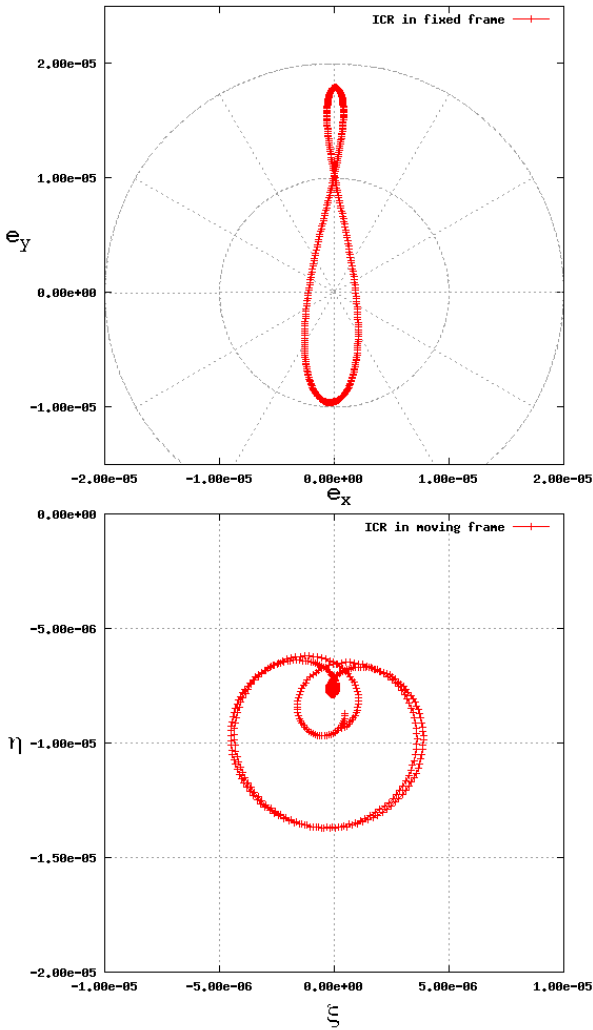 ICR in fixed frame
2.00e-05
1.00e-05
e_y
0.00e+00
-1.00e-05
-2.00e-05 -1.00e-05 0.00e+00 1.00e-05 2.00e-05
e_x
0.00e+00
ICR in moving frame
-5.00e-06
η
-1.00e-05
-1.50e-05
-2.00e-05
-1.00e-05 -5.00e-06 0.00e+00 5.00e-06 1.00e-05
ξ